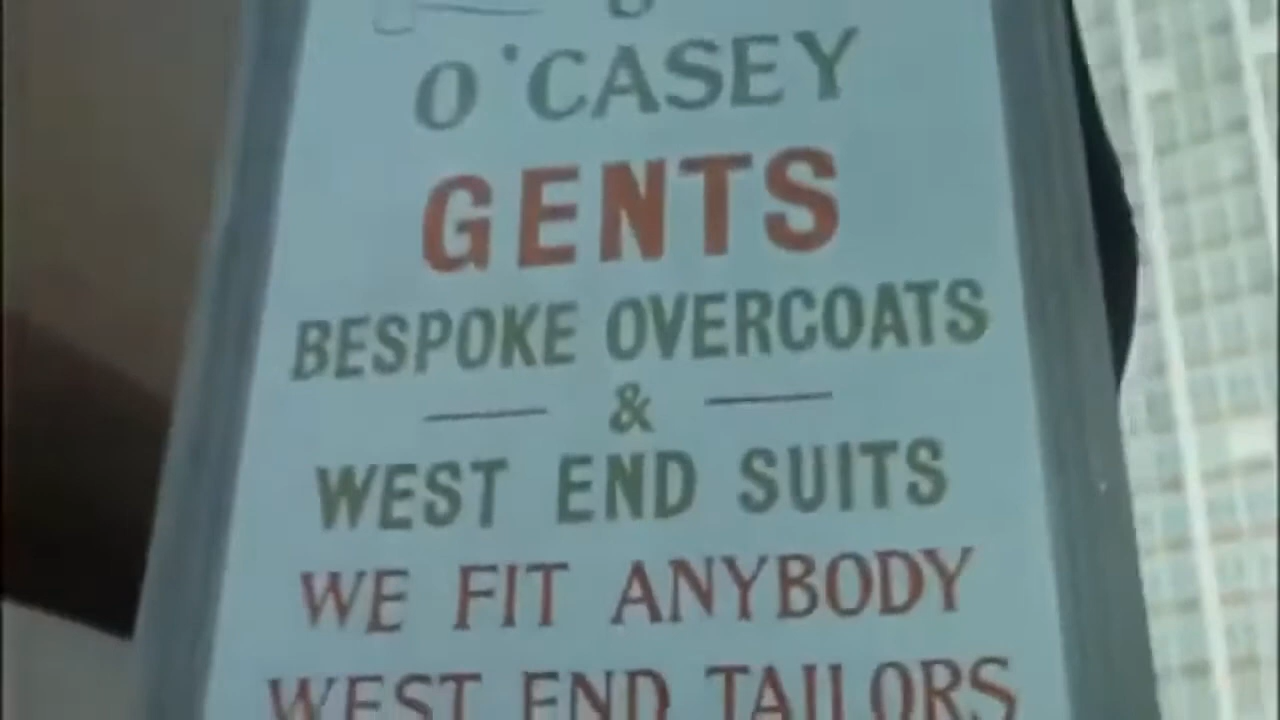 O'CASEY
GENTS
BESPOKE OVERCOATS
&
WEST END SUITS
WE FIT ANYBODY
WEST END TAILORS